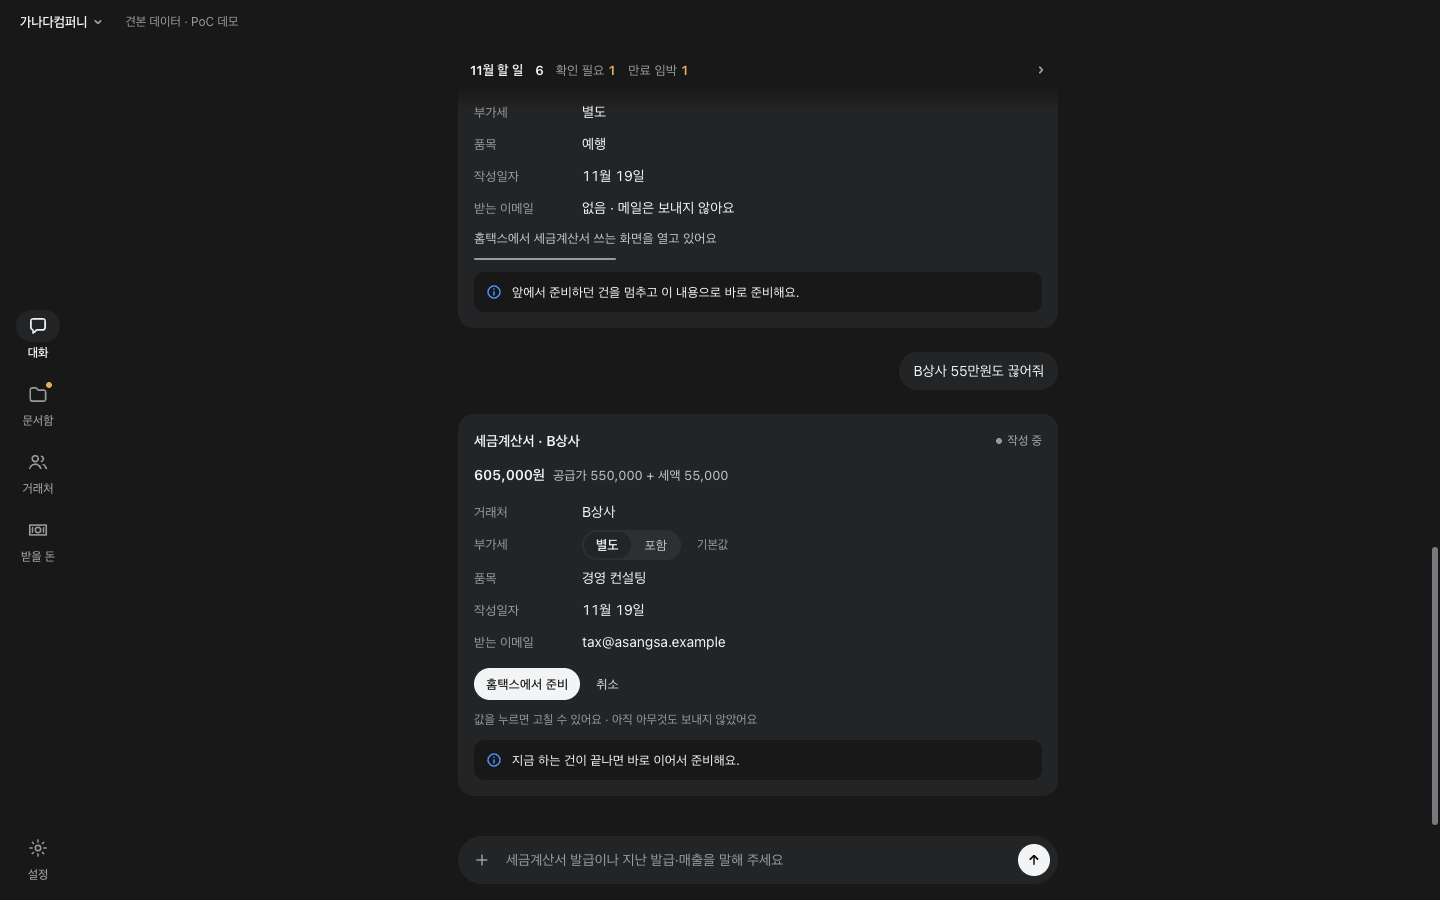 가나다컴퍼니 견본 데이터 · PoC 데모
11월 할 일 6 확인 필요 1 만료 임박 1
부가세 별도
품목 예행
작성일자 11월 19일
받는 이메일 없음 · 메일은 보내지 않아요
홈택스에서 세금계산서 쓰는 화면을 열고 있어요
앞에서 준비하던 건을 멈추고 이 내용으로 바로 준비해요.
대화
문서함
거래처
받을 돈
설정
B상사 55만원도 끊어줘
세금계산서 · B상사 작성 중
605,000원 공급가 550,000 + 세액 55,000
거래처 B상사
부가세 별도 포함 기본값
품목 경영 컨설팅
작성일자 11월 19일
받는 이메일 tax@asangsa.example
홈택스에서 준비 취소
값을 누르면 고칠 수 있어요 · 아직 아무것도 보내지 않았어요
지금 하는 건이 끝나면 바로 이어서 준비해요.
세금계산서 발급이나 지난 발급·매출을 말해 주세요